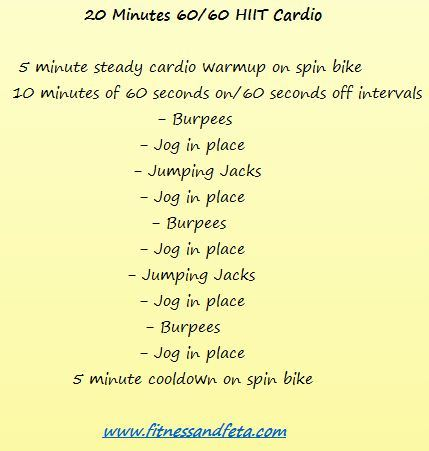 20 Minutes 60/60 HIIT Cardio
5 minute steady cardio warmup on spin bike
10 minutes of 60 seconds on/60 seconds off intervals
- Burpees
- Jog in place
- Jumping Jacks
- Jog in place
- Burpees
- Jog in place
- Jumping Jacks
- Jog in place
- Burpees
- Jog in place
5 minute cooldown on spin bike
www.fitnessandfeta.com